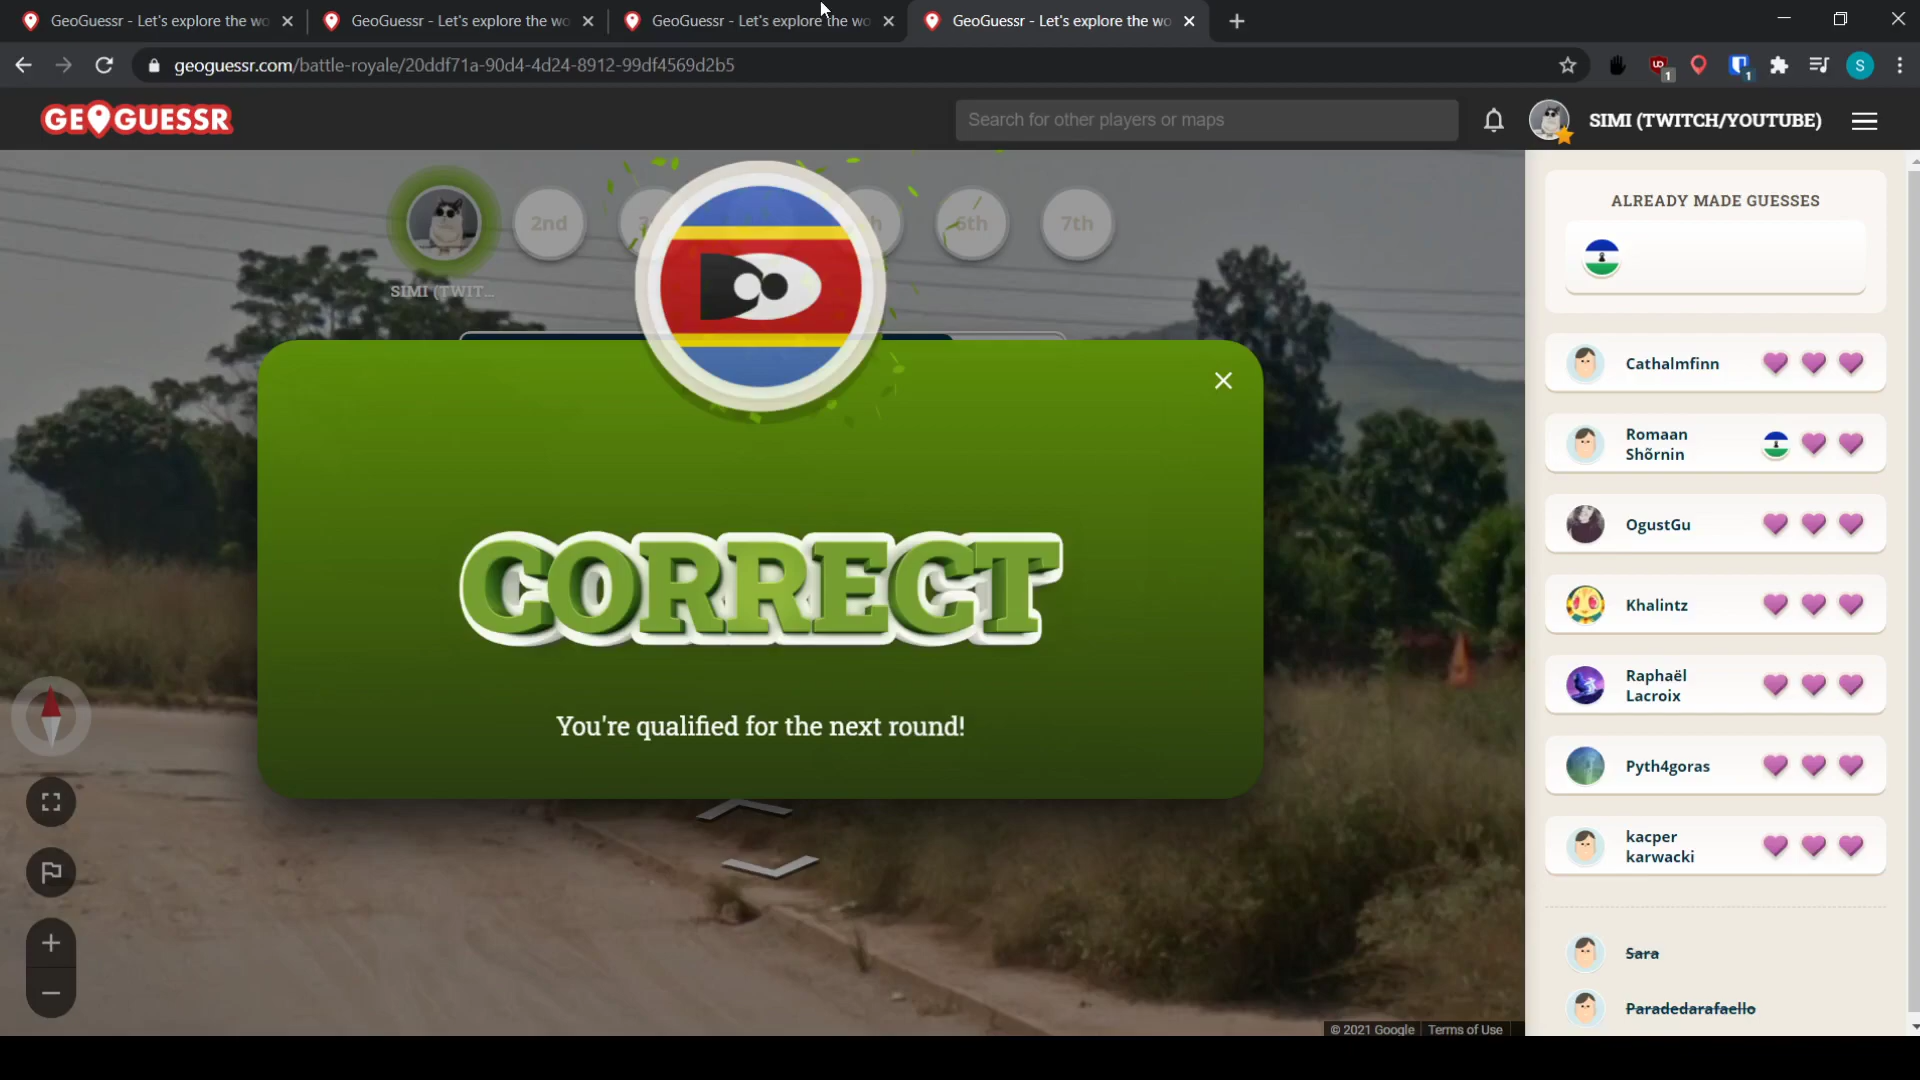 GeoGuessr - Let's explore the wo
GeoGuessr - Let's explore the wo
GeoGuessr - Let's explore the wo
GeoGuessr - Let's explore the wo
geoguessr.com/battle-royale/20ddf71a-90d4-4d24-8912-99df4569d2b5
1
1
S
GEOGUESSR
Search for other players or maps
SIMI (TWITCH/YOUTUBE)
2nd
6th
7th
SIMI (TWIT...
CORRECT
You're qualified for the next round!
ALREADY MADE GUESSES
Cathalmfinn
Romaan
Shõrnin
OgustGu
Khalintz
Raphaël
Lacroix
Pyth4goras
kacper
karwacki
Sara
Paradedarafaello
© 2021 Google
Terms of Use